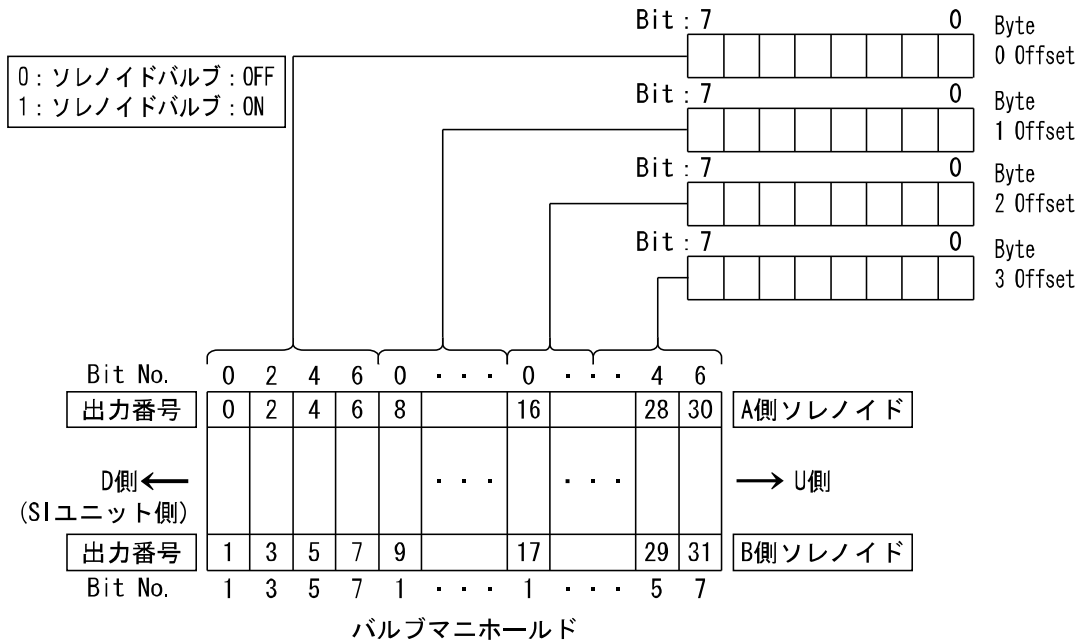 Bit : 7 0 Byte
0 Offset
0 : ソレノイドバルブ : OFF
1 : ソレノイドバルブ : ON
Bit : 7 0 Byte
1 Offset
Bit : 7 0 Byte
2 Offset
Bit : 7 0 Byte
3 Offset
Bit No. 0 2 4 6 0 ・・・ 0 ・・・ 4 6
出力番号 0 2 4 6 8 16 28 30 A側ソレノイド
D側 ・・・ ・・・ U側
(SIユニット側)
出力番号 1 3 5 7 9 17 29 31 B側ソレノイド
Bit No. 1 3 5 7 1 ・・・ 1 ・・・ 5 7
バルブマニホールド